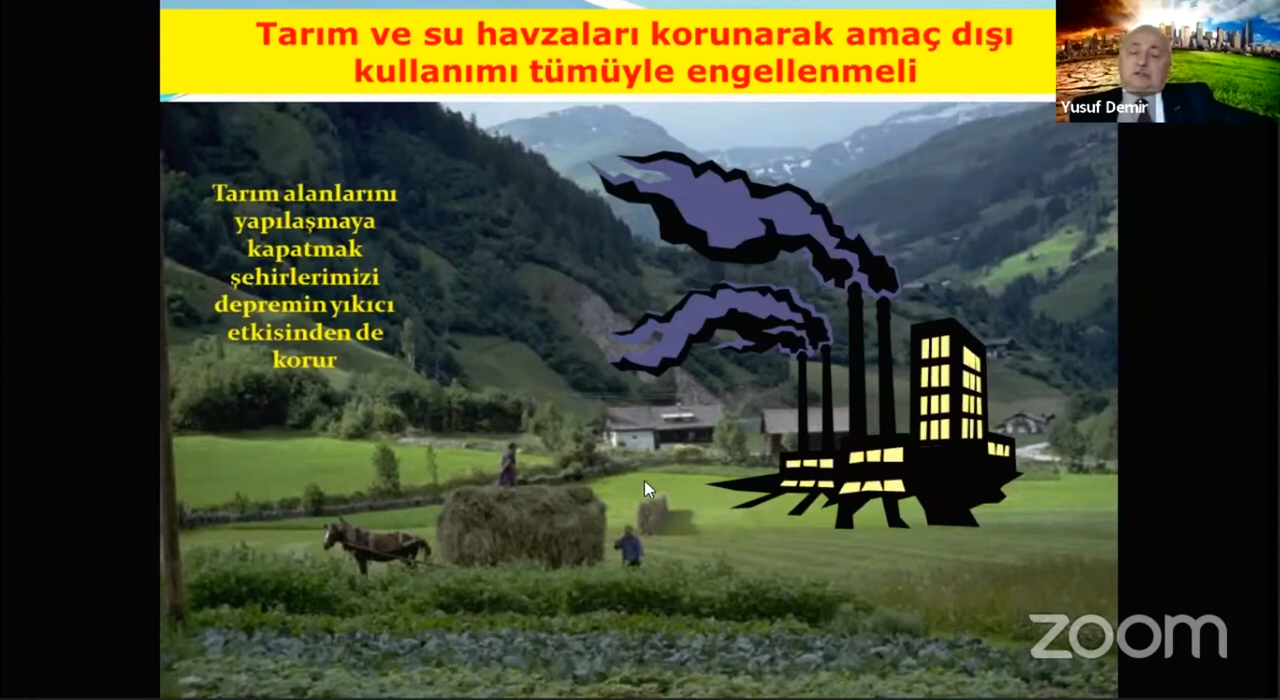 Tarım ve su havzaları korunarak amaç dışı
kullanımı tümüyle engellenmeli
Yusuf Demir
Tarım alanlarını
yapılaşmaya
kapatmak
şehirlerimizi
depremin yıkıcı
etkisinden de
korur
zoom